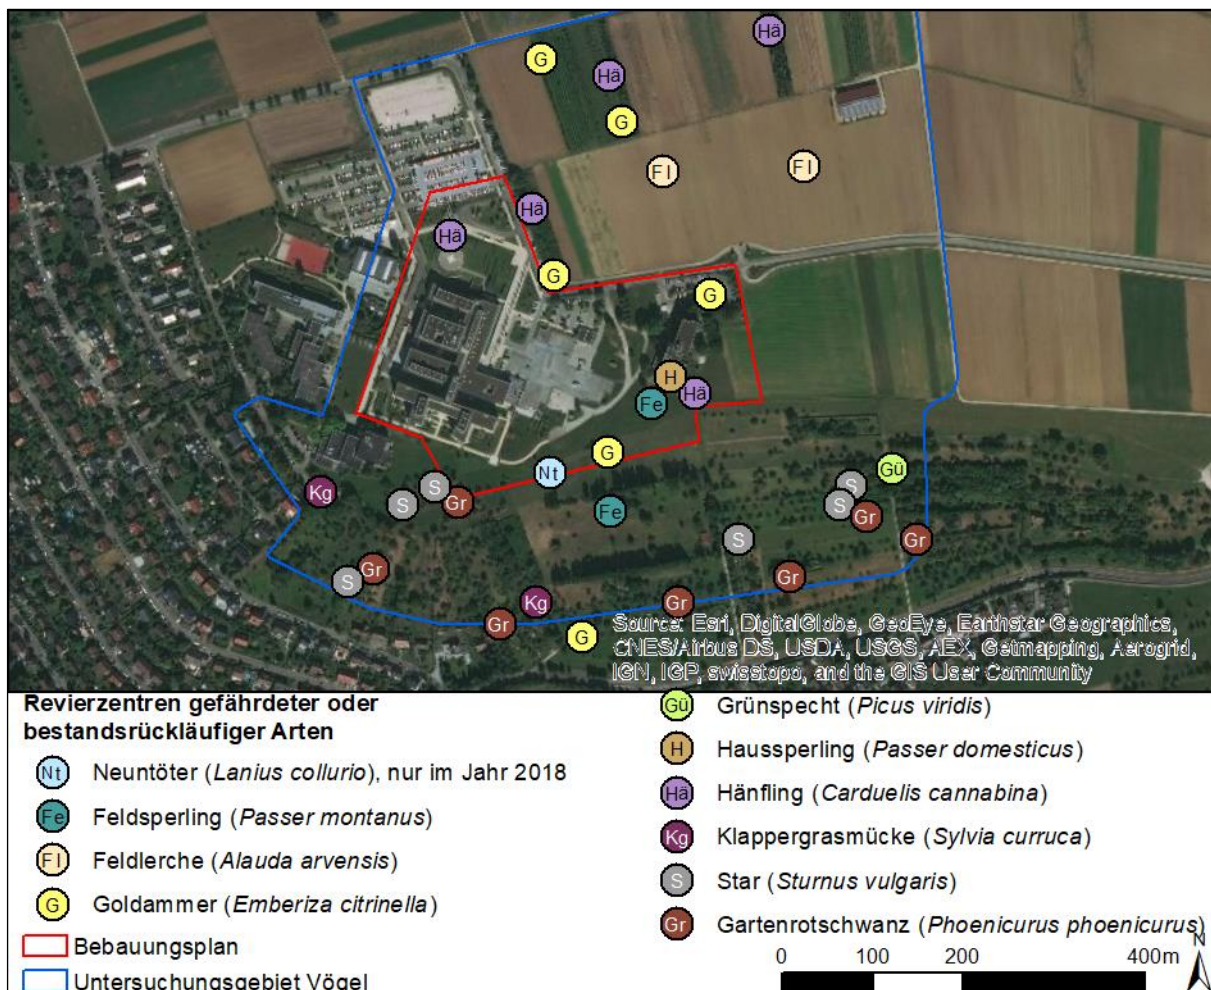 G
Hä
Hä
G
Fl
Fl
Hä
Hä
G
G
H
Hä
Fe
G
Nt
Gü
Kg
S
S
Gr
Fe
S
S
Gr
S
Gr
S
Gr
Gr
Kg
Gr
Gr
G
Source: Esri, DigitalGlobe, GeoEye, Earthstar Geographics,
CNES/Airbus DS, USDA, USGS, AEX, Getmapping, Aerogrid,
IGN, IGP, swisstopo, and the GIS User Community
Revierzentren gefährdeter oder
bestandsrückläufiger Arten
Nt Neuntöter (Lanius collurio), nur im Jahr 2018
Fe Feldsperling (Passer montanus)
Fl Feldlerche (Alauda arvensis)
G Goldammer (Emberiza citrinella)
Bebauungsplan
Untersuchungsgebiet Vögel
Gü Grünspecht (Picus viridis)
H Haussperling (Passer domesticus)
Hä Hänfling (Carduelis cannabina)
Kg Klappergrasmücke (Sylvia curruca)
S Star (Sturnus vulgaris)
Gr Gartenrotschwanz (Phoenicurus phoenicurus)
N
0 100 200 400m